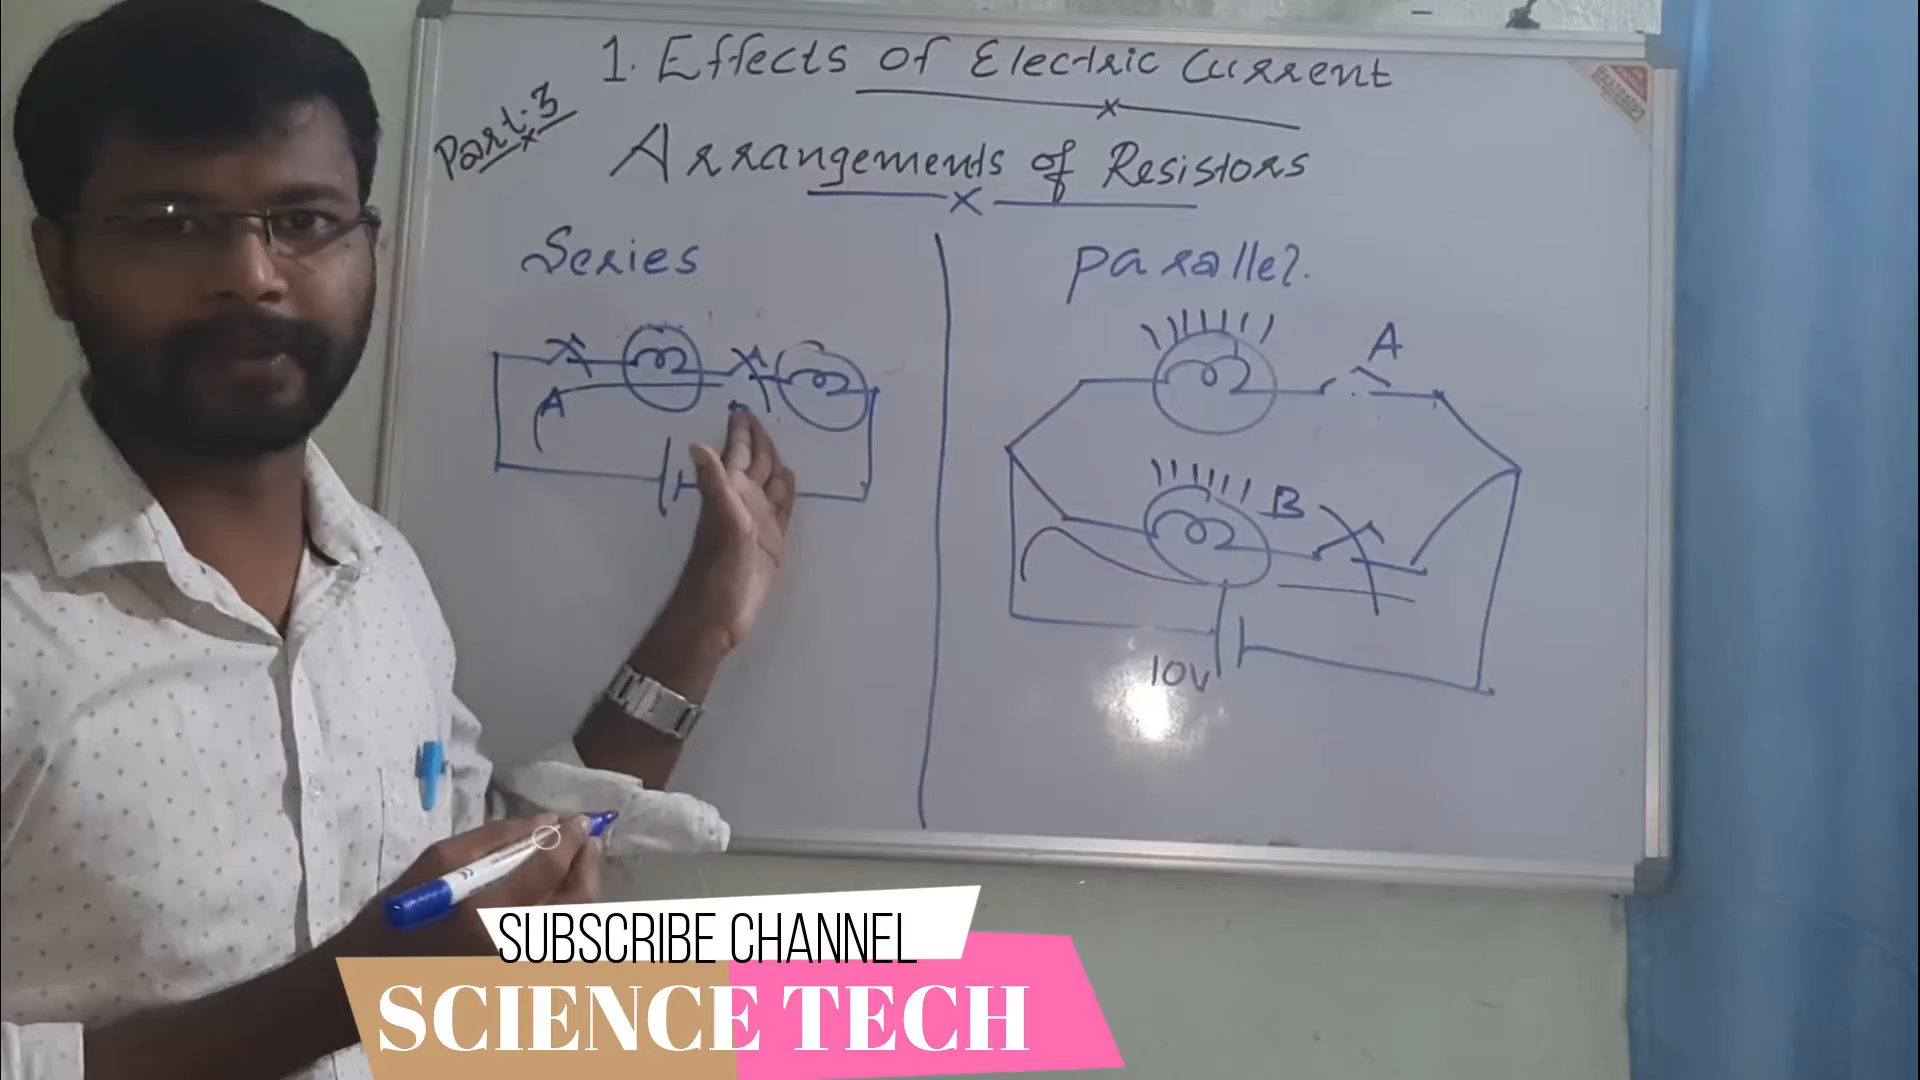 1. Effects of Electric Current
Part.3
Arrangements of Resistors
Series
Parallel.
A
A
B
10V
SUBSCRIBE CHANNEL
SCIENCE TECH